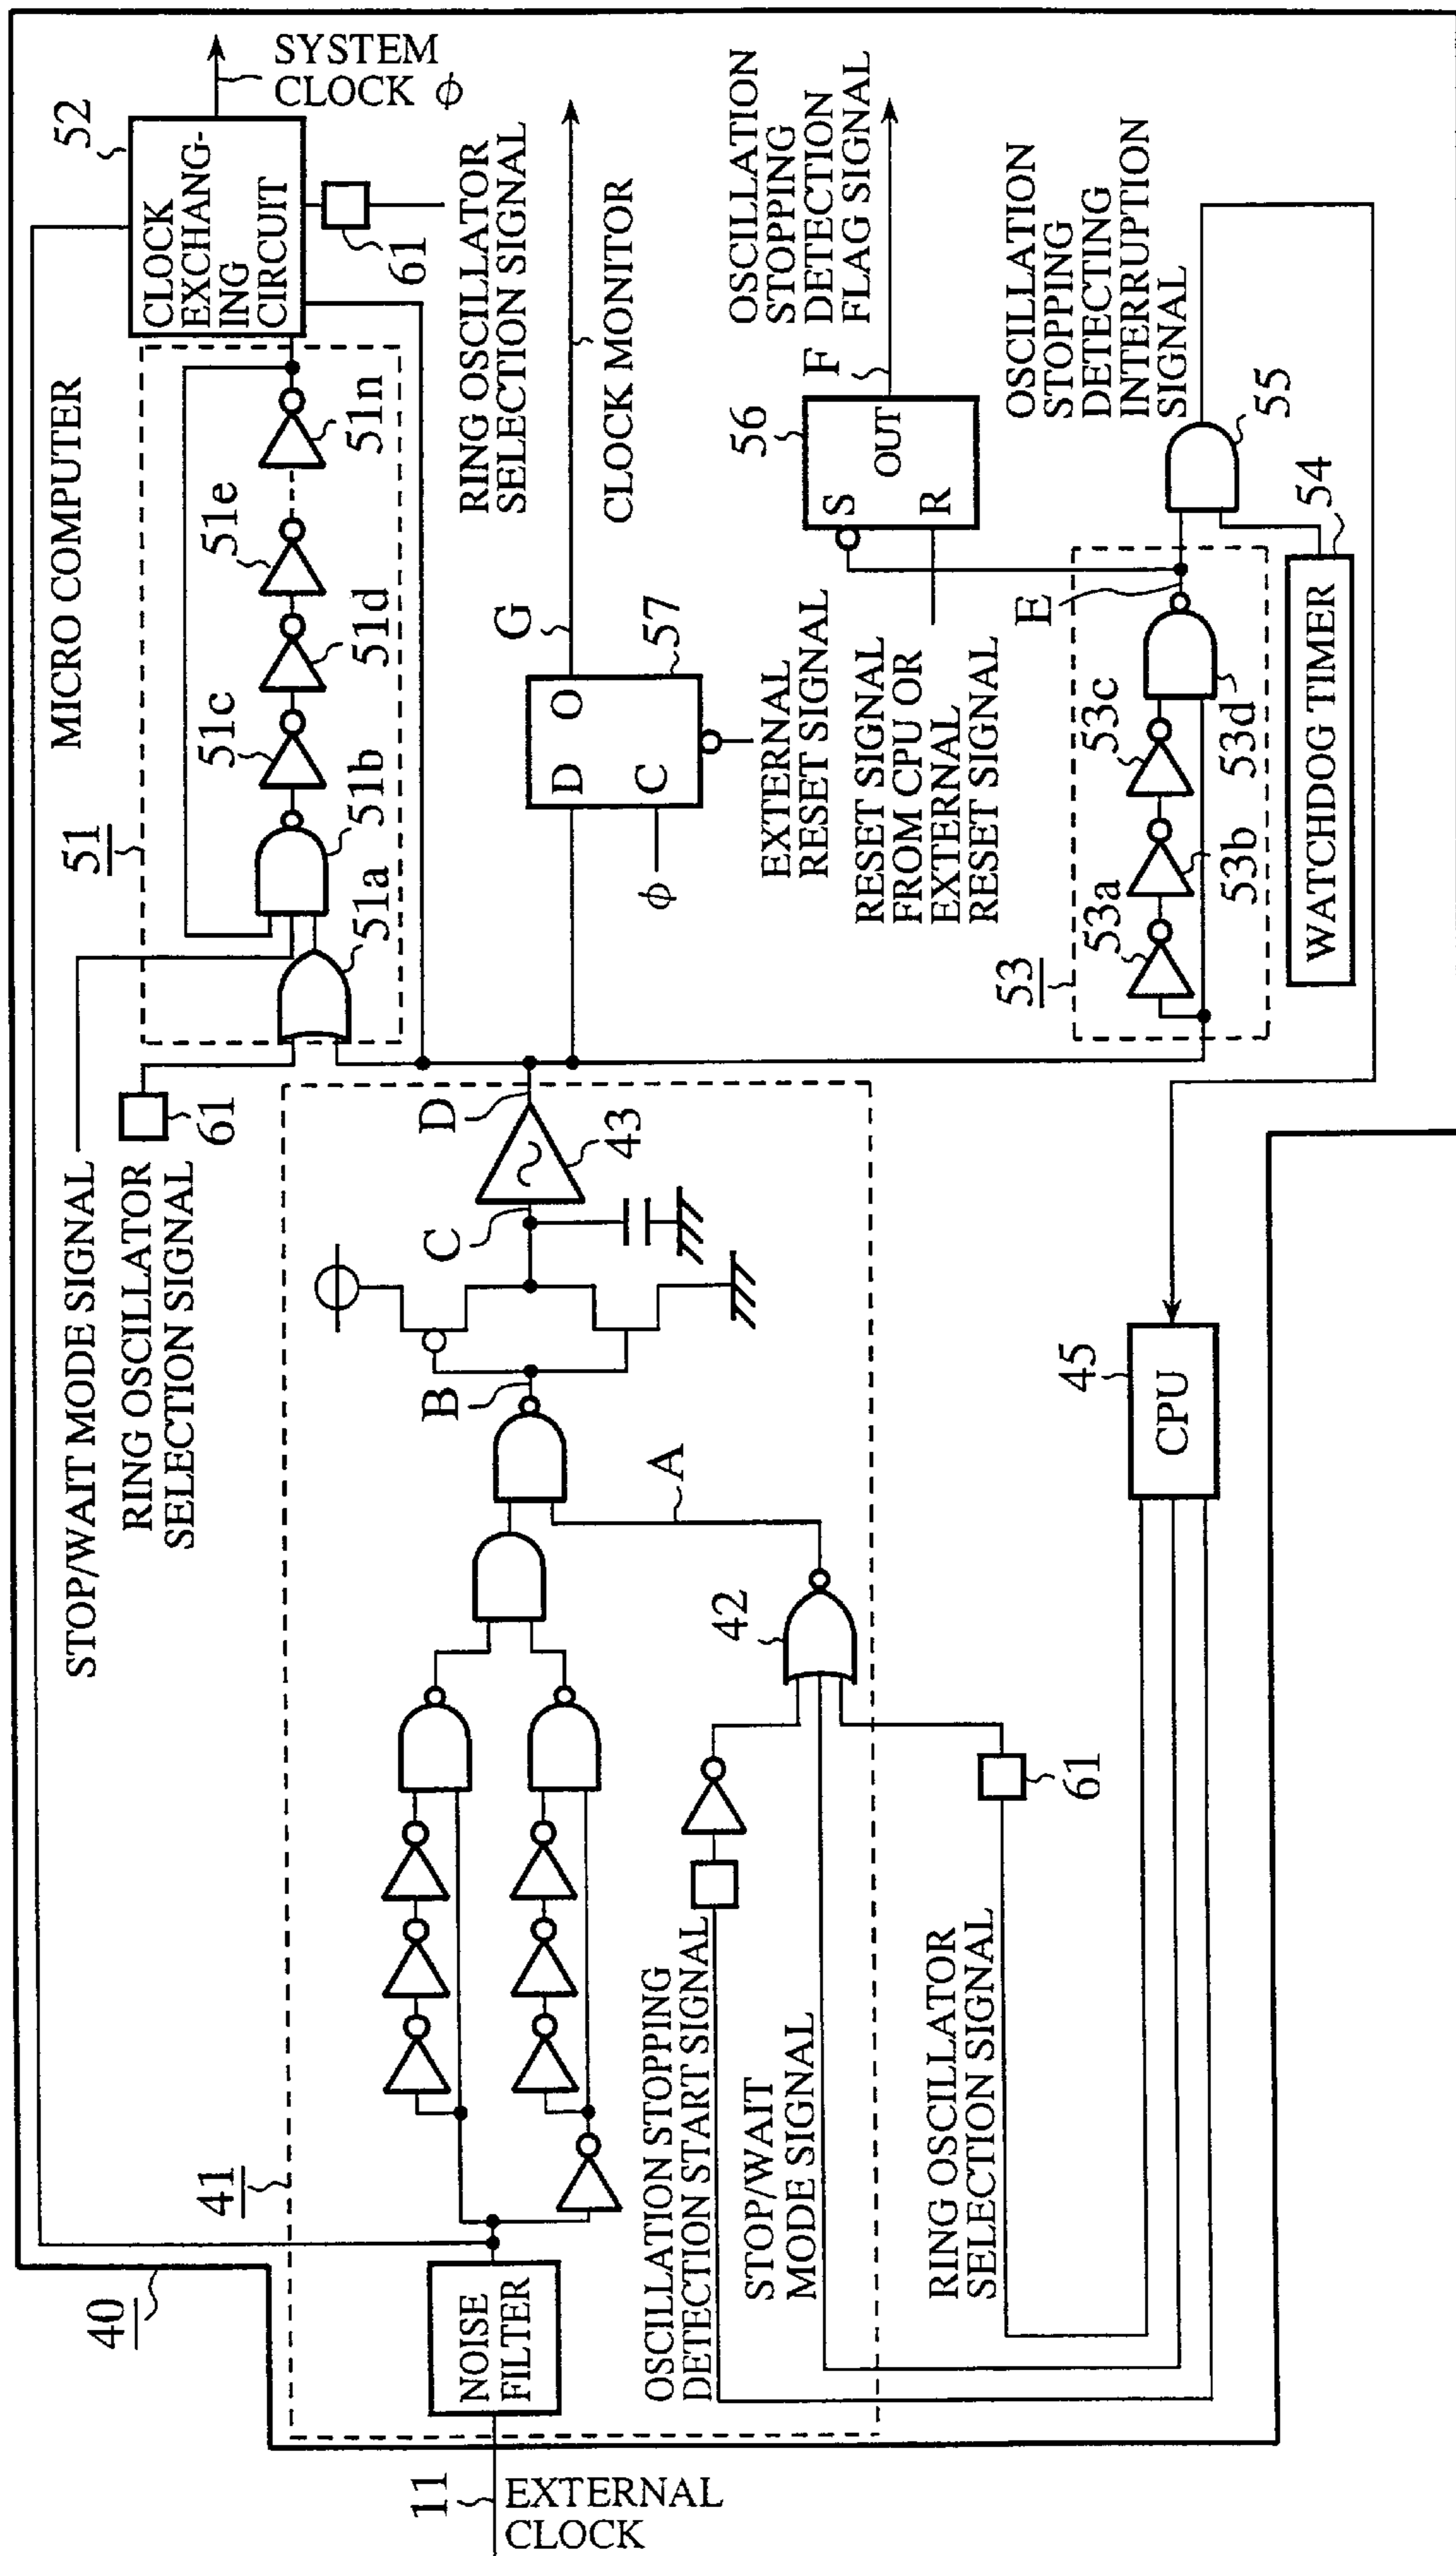 40
MICRO COMPUTER
STOP/WAIT MODE SIGNAL
RING OSCILLATOR
SELECTION SIGNAL
61
51
51a
51b
51c
51d
51e
51n
52
CLOCK
EXCHANG-
ING
CIRCUIT
SYSTEM
CLOCK ϕ
61
RING OSCILLATOR
SELECTION SIGNAL
11
EXTERNAL
CLOCK
41
NOISE
FILTER
B
C
D
43
A
42
OSCILLATION STOPPING
DETECTION START SIGNAL
STOP/WAIT
MODE SIGNAL
RING OSCILLATOR
SELECTION SIGNAL
61
45
CPU
D
O
C
ϕ
57
G
CLOCK MONITOR
EXTERNAL
RESET SIGNAL
56
S
OUT
R
F
OSCILLATION
STOPPING
DETECTION
FLAG SIGNAL
RESET SIGNAL
FROM CPU OR
EXTERNAL
RESET SIGNAL
53
53a
53b
53c
53d
E
55
OSCILLATION
STOPPING
DETECTING
INTERRUPTION
SIGNAL
54
WATCHDOG TIMER